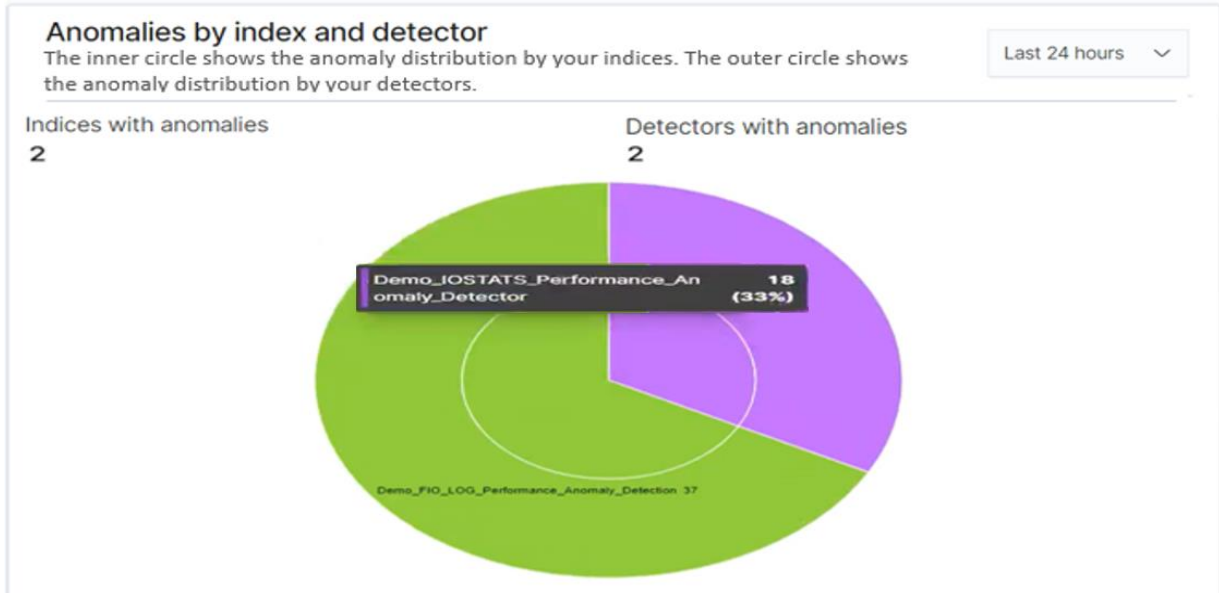 Anomalies by index and detector
The inner circle shows the anomaly distribution by your indices. The outer circle shows
the anomaly distribution by your detectors.
Last 24 hours
Indices with anomalies
2
Detectors with anomalies
2
Demo_IOSTATS_Performance_An 18
omaly_Detector (33%)
Demo_FIO_LOG_Performance_Anomaly_Detection 37